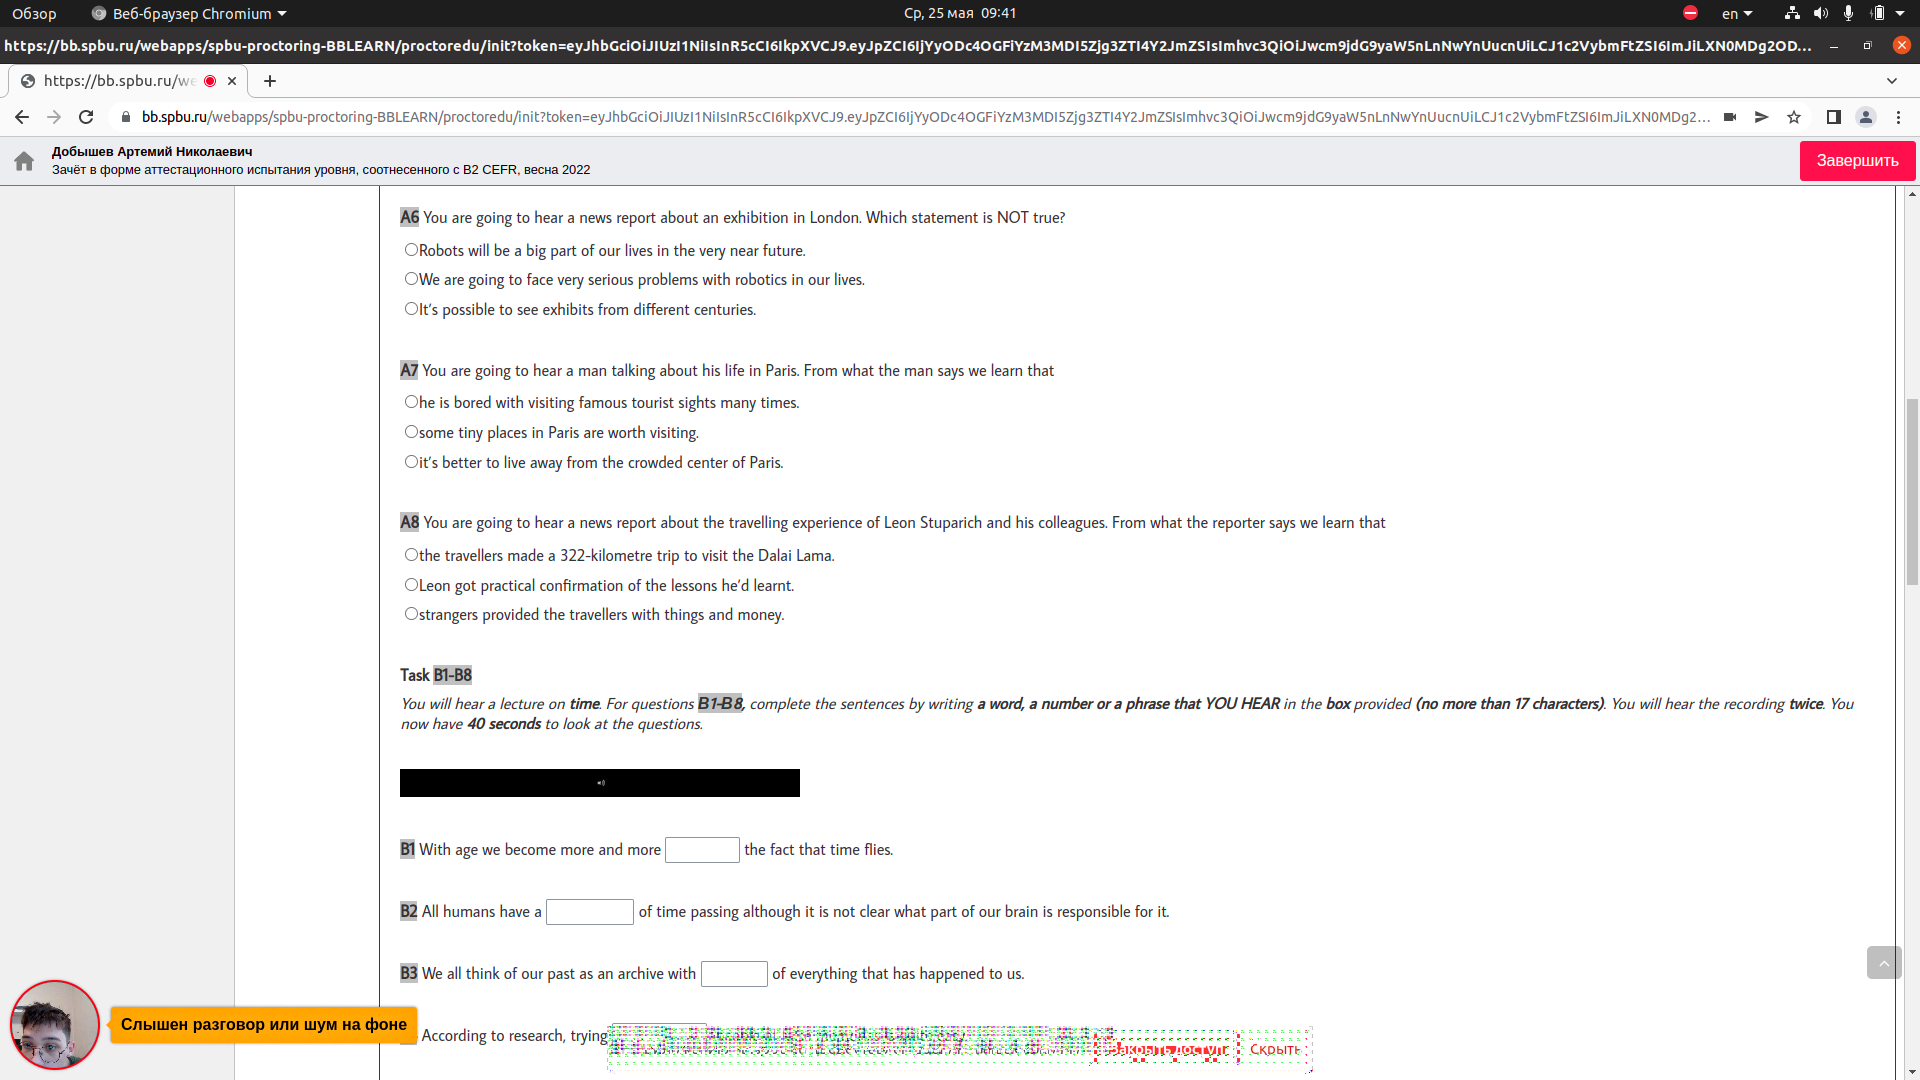 Обзор
Веб-браузер Chromium
Ср, 25 мая 09:41
en
https://bb.spbu.ru/webapps/spbu-proctoring-BBLEARN/proctoredu/init?token=eyJhbGciOiJIUzI1NiIsInR5cCI6IkpXVCJ9.eyJpZCI6IjYyODc4OGFiYzM3MDI5Zjg3ZTI4Y2JmZSIsImhvc3QiOiJwcm9jdG9yaW5nLnNwYnUucnUiLCJ1c2VybmFtZSI6ImJiLXN0MDg2OD...
https://bb.spbu.ru/we
bb.spbu.ru/webapps/spbu-proctoring-BBLEARN/proctoredu/init?token=eyJhbGciOiJIUzI1NiIsInR5cCI6IkpXVCJ9.eyJpZCI6IjYyODc4OGFiYzM3MDI5Zjg3ZTI4Y2JmZSIsImhvc3QiOiJwcm9jdG9yaW5nLnNwYnUucnUiLCJ1c2VybmFtZSI6ImJiLXN0MDg2...
Добышев Артемий Николаевич
Зачёт в форме аттестационного испытания уровня, соотнесенного с B2 CEFR, весна 2022
Завершить
A6 You are going to hear a news report about an exhibition in London. Which statement is NOT true?
Robots will be a big part of our lives in the very near future.
We are going to face very serious problems with robotics in our lives.
It's possible to see exhibits from different centuries.
A7 You are going to hear a man talking about his life in Paris. From what the man says we learn that
he is bored with visiting famous tourist sights many times.
some tiny places in Paris are worth visiting.
it's better to live away from the crowded center of Paris.
A8 You are going to hear a news report about the travelling experience of Leon Stuparich and his colleagues. From what the reporter says we learn that
the travellers made a 322-kilometre trip to visit the Dalai Lama.
Leon got practical confirmation of the lessons he'd learnt.
strangers provided the travellers with things and money.
Task B1-B8
You will hear a lecture on time. For questions B1-B8, complete the sentences by writing a word, a number or a phrase that YOU HEAR in the box provided (no more than 17 characters). You will hear the recording twice. You
now have 40 seconds to look at the questions.
B1 With age we become more and more the fact that time flies.
B2 All humans have a of time passing although it is not clear what part of our brain is responsible for it.
B3 We all think of our past as an archive with of everything that has happened to us.
According to research, trying
Слышен разговор или шум на фоне
Закрыть доступ
Скрыть